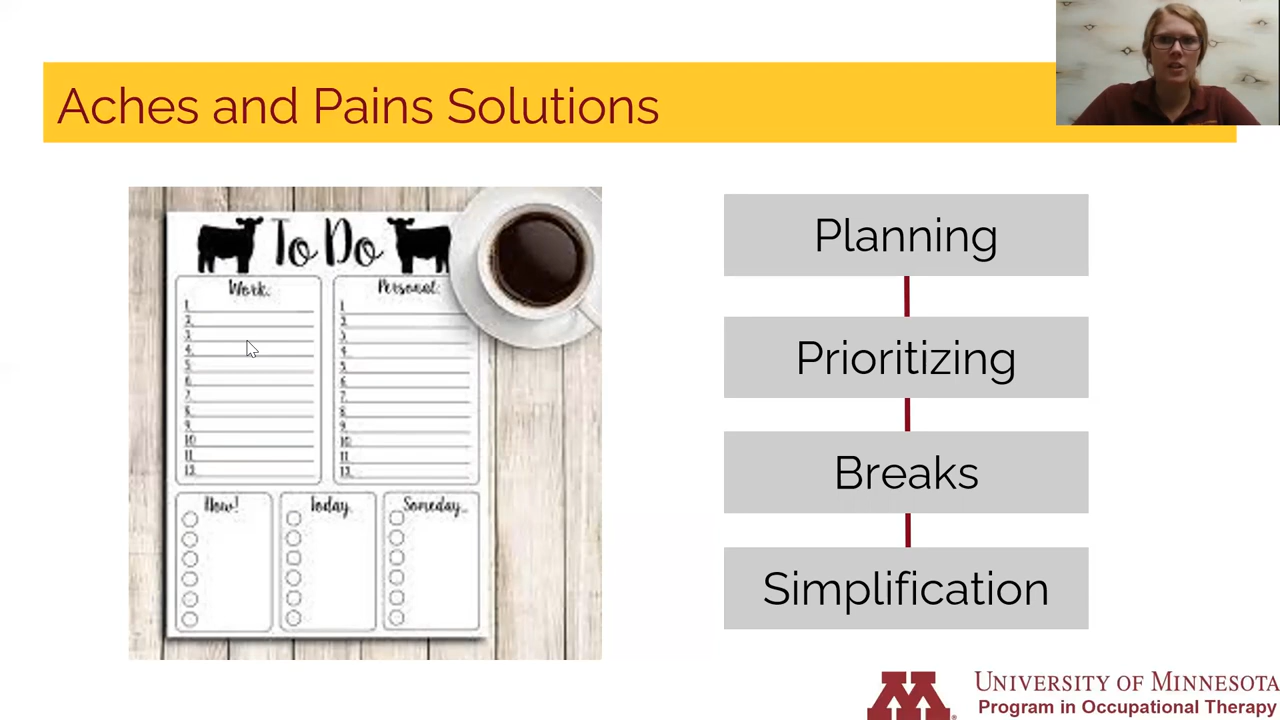 Aches and Pains Solutions
To Do
Work:
Personal:
1.
2.
3.
4.
5.
6.
7.
8.
9.
10.
11.
12.
1.
2.
3.
4.
5.
6.
7.
8.
9.
10.
11.
12.
Now!
Today..
Someday...
Planning
Prioritizing
Breaks
Simplification
M
UNIVERSITY OF MINNESOTA
Program in Occupational Therapy